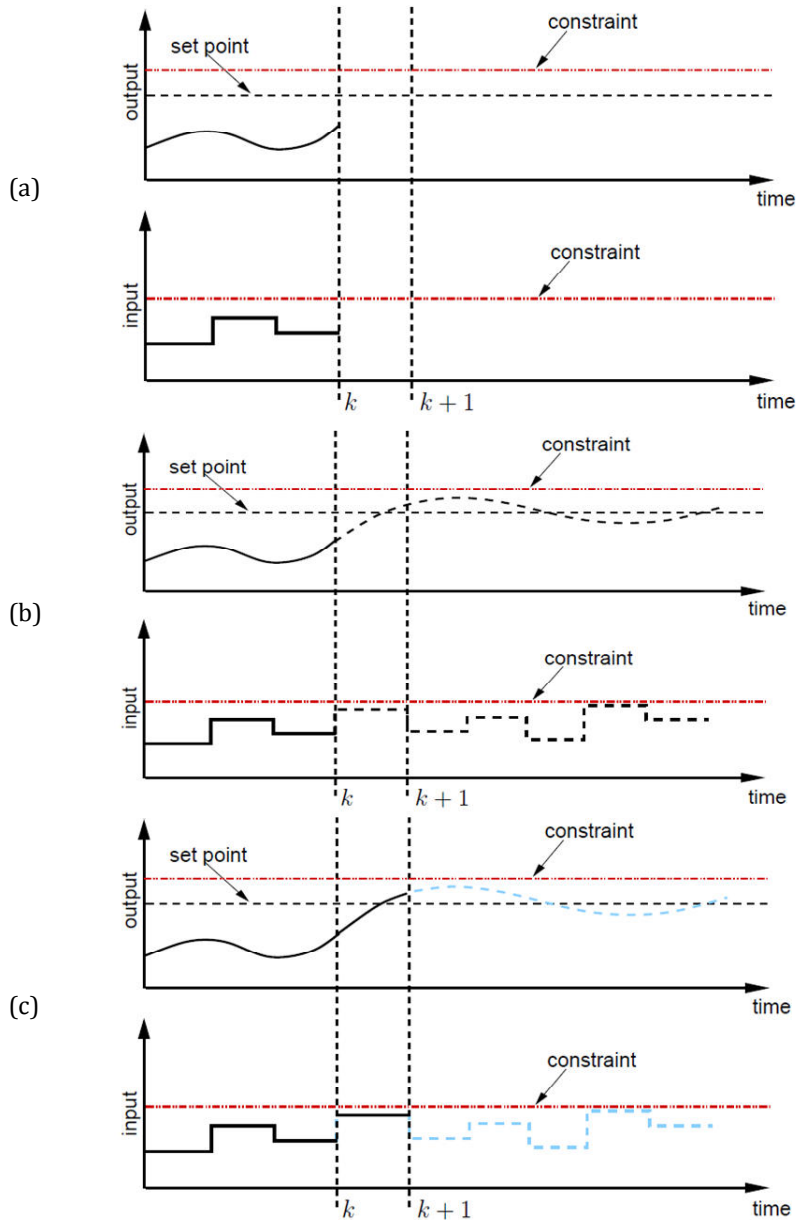 constraint
set point
output
time
(a)
constraint
input
time
k
k + 1
set point
constraint
output
time
(b)
constraint
input
time
k
k + 1
set point
constraint
output
time
(c)
constraint
input
time
k
k + 1